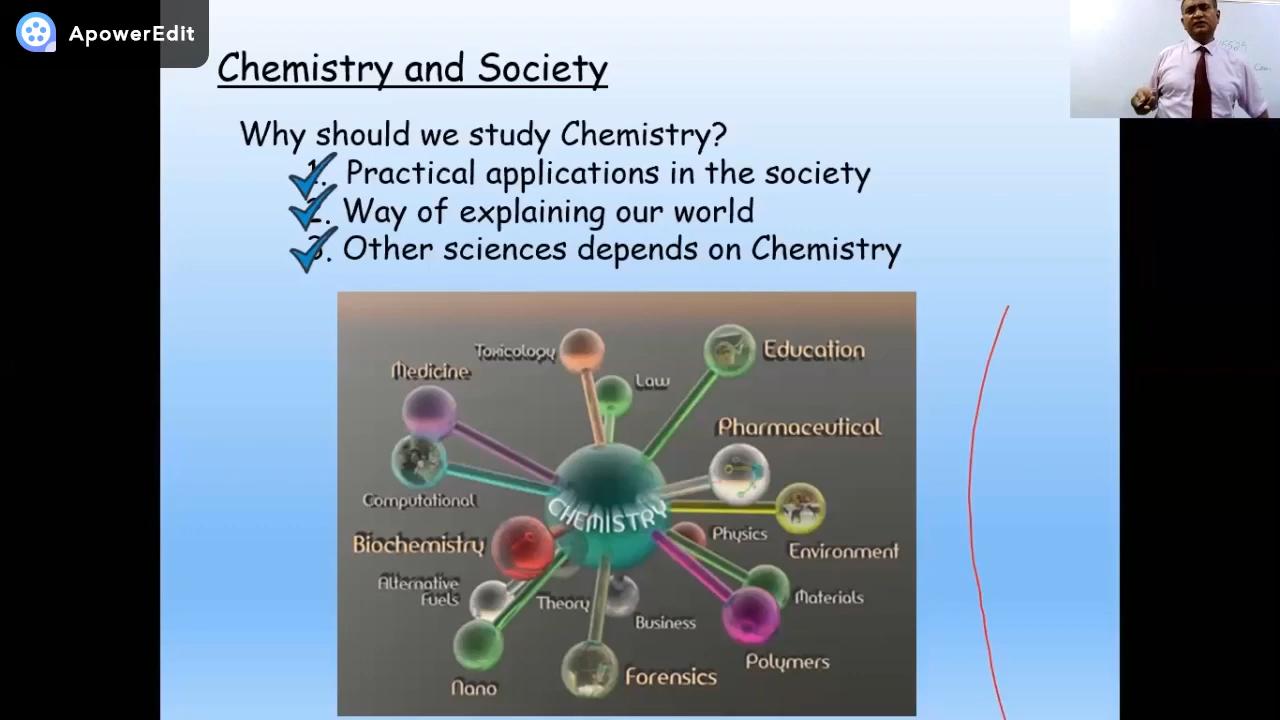 ApowerEdit
Chemistry and Society
Why should we study Chemistry?
1. Practical applications in the society
2. Way of explaining our world
3. Other sciences depends on Chemistry
Toxicology
Education
Medicine
Law
Pharmaceutical
Computational
CHEMISTRY
Physics
Biochemistry
Environment
Alternative
Fuels
Theory
Materials
Business
Polymers
Forensics
Nano